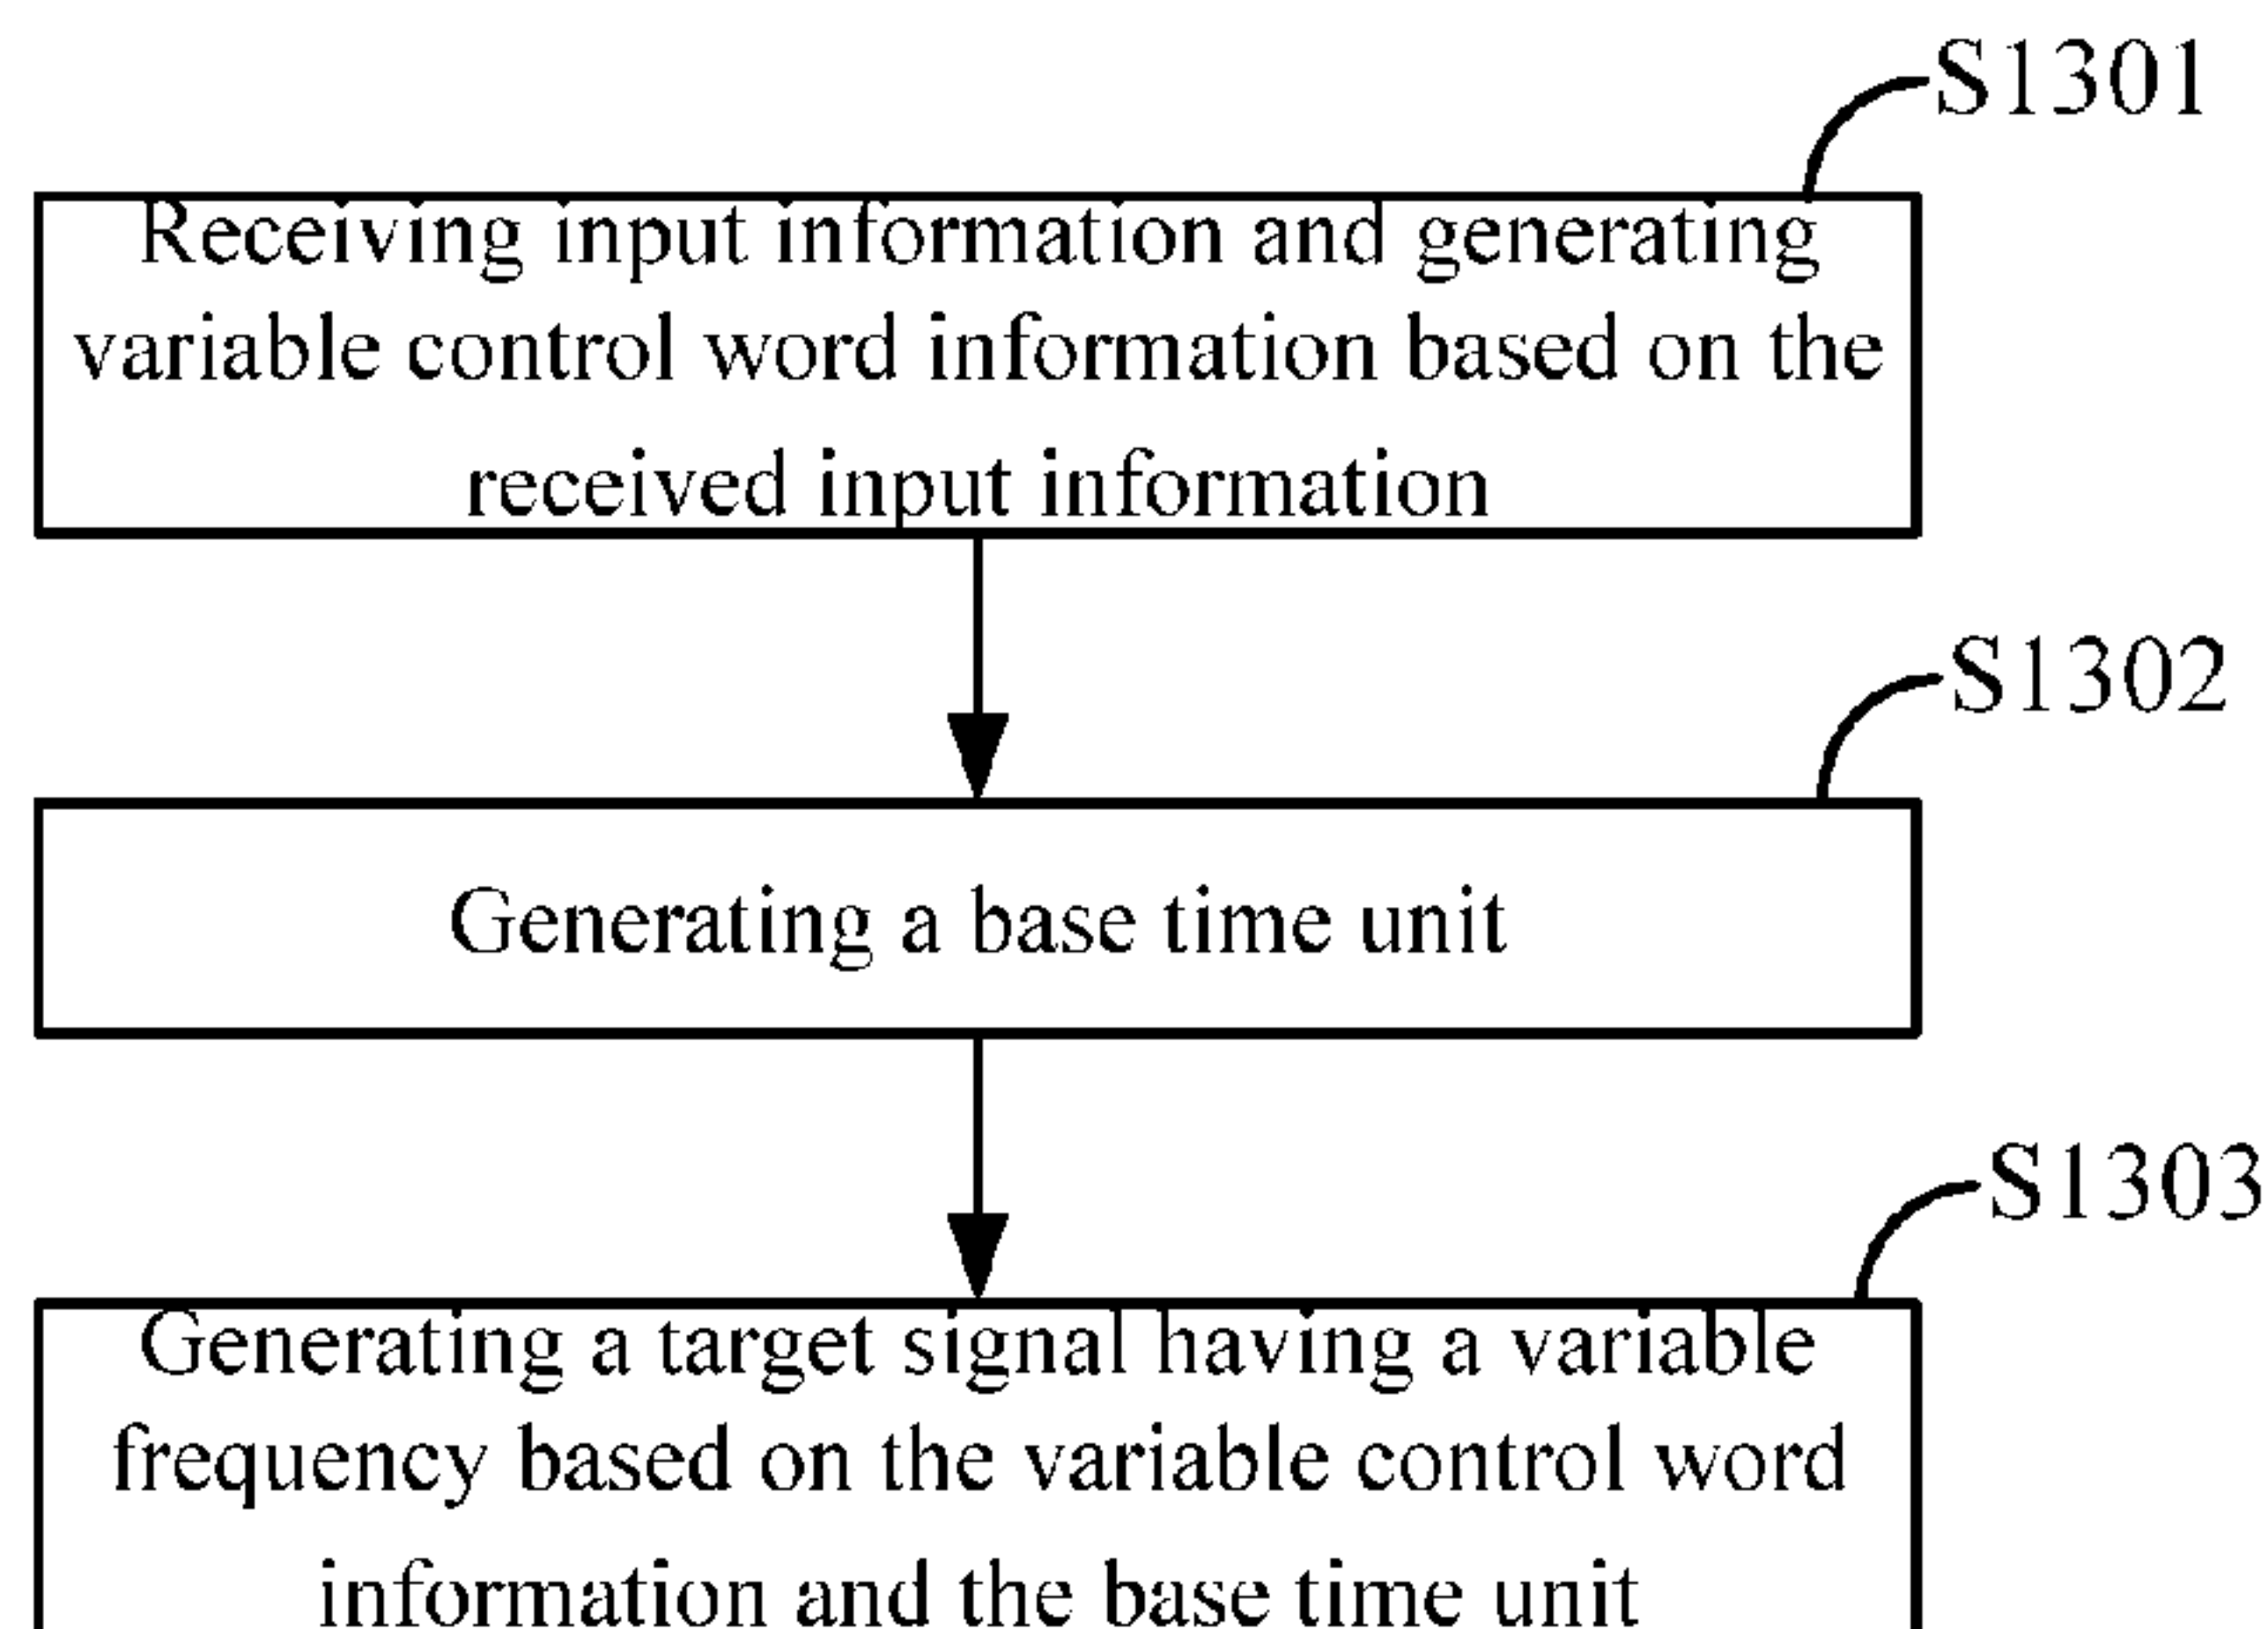 S1301
Receiving input information and generating
variable control word information based on the
received input information
S1302
Generating a base time unit
S1303
Generating a target signal having a variable
frequency based on the variable control word
information and the base time unit